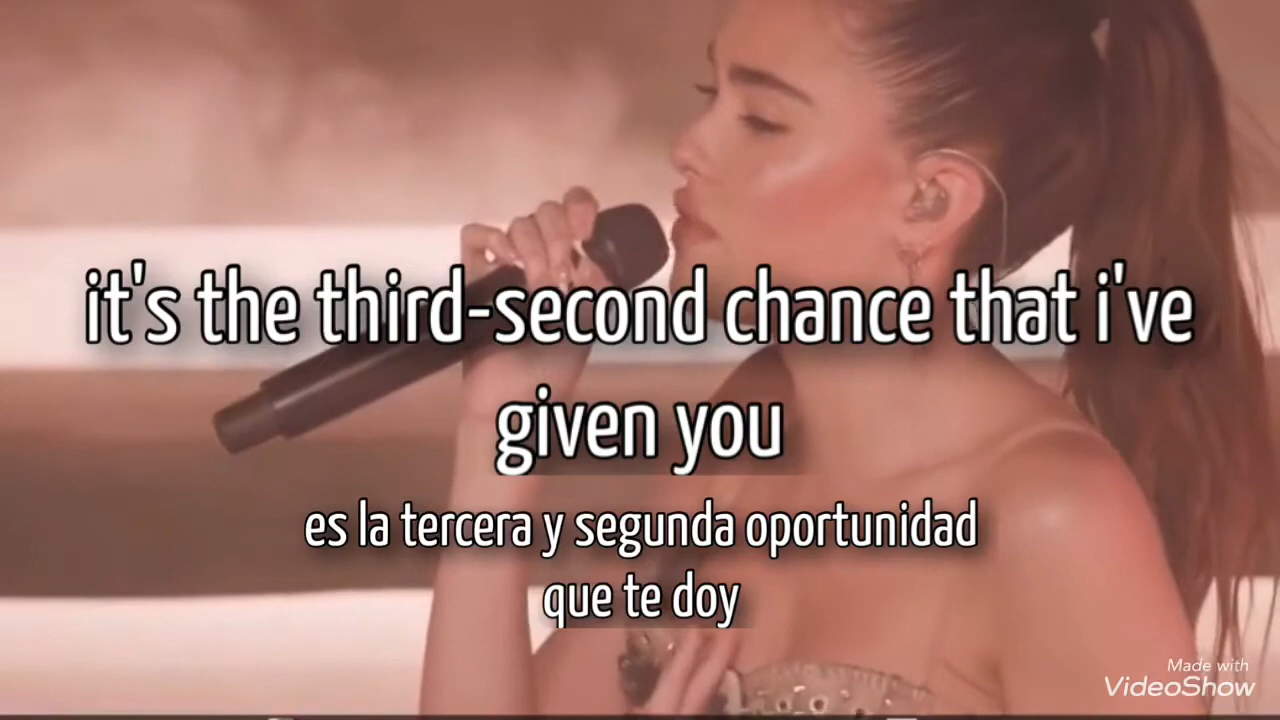 it's the third-second chance that i've
given you
es la tercera y segunda oportunidad
que te doy
Made with
VideoShow